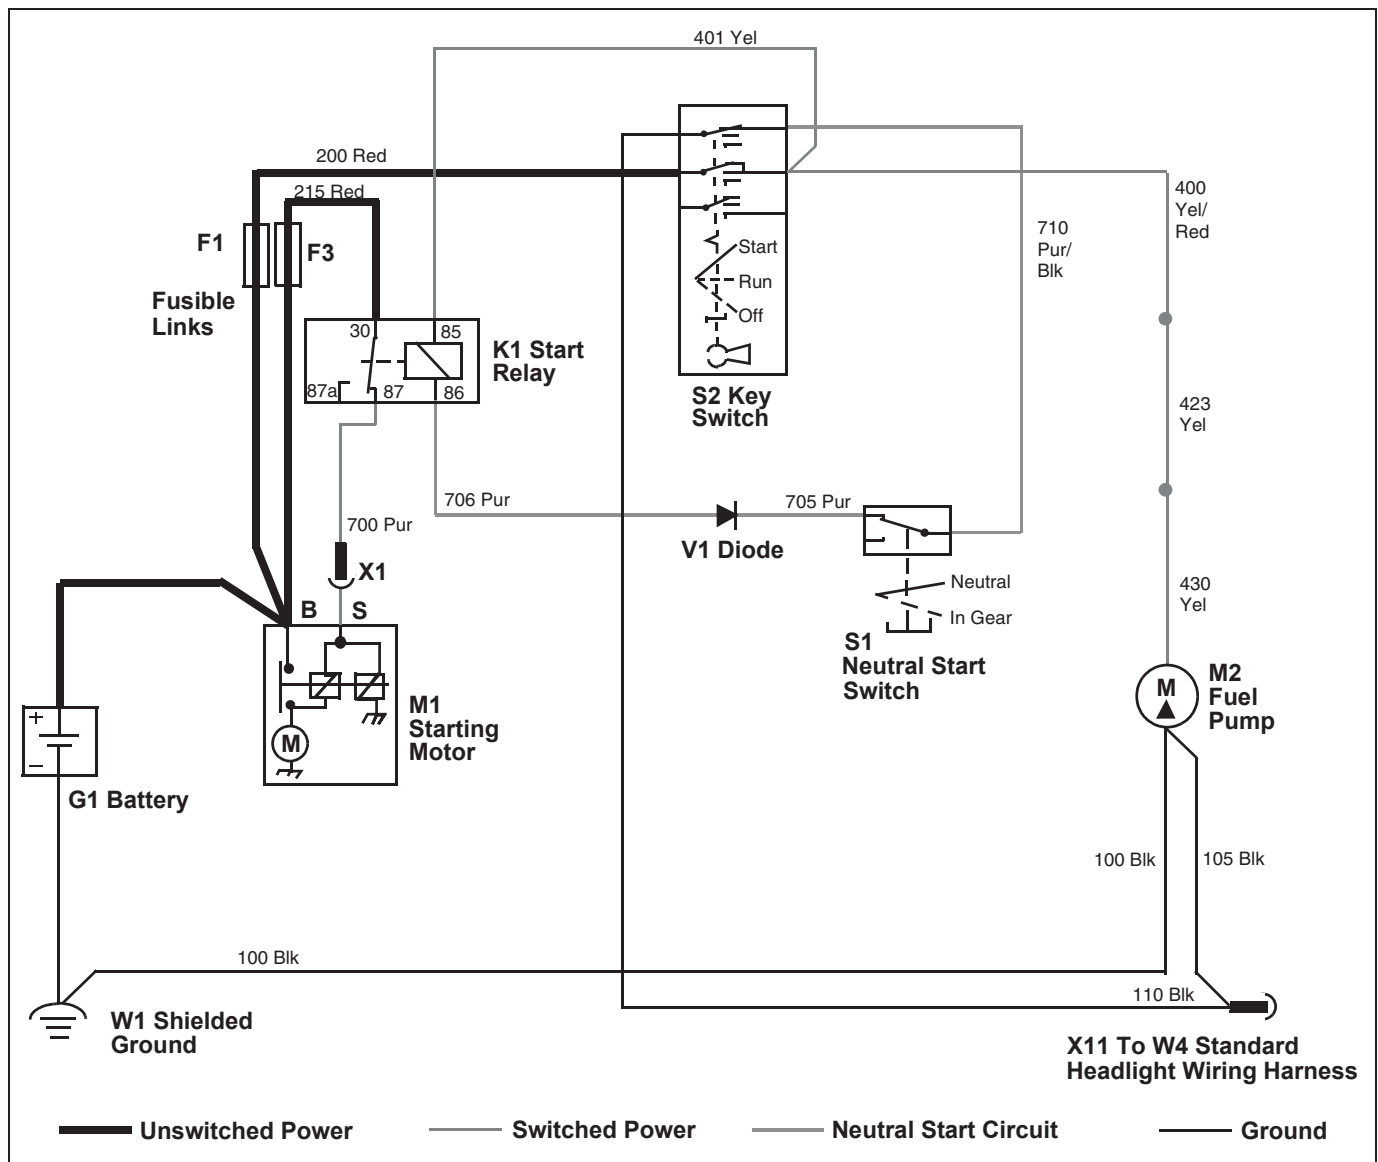 401 Yel
200 Red
215 Red
F1
F3
Fusible
Links
400
Yel/
Red
710
Pur/
Blk
Start
Run
Off
30
85
87a
87
86
K1 Start
Relay
S2 Key
Switch
423
Yel
706 Pur
705 Pur
700 Pur
V1 Diode
X1
B
S
Neutral
In Gear
430
Yel
S1
Neutral Start
Switch
M2
Fuel
Pump
M
M1
Starting
Motor
M
+
–
G1 Battery
100 Blk
105 Blk
100 Blk
110 Blk
W1 Shielded
Ground
X11 To W4 Standard
Headlight Wiring Harness
Unswitched Power
Switched Power
Neutral Start Circuit
Ground